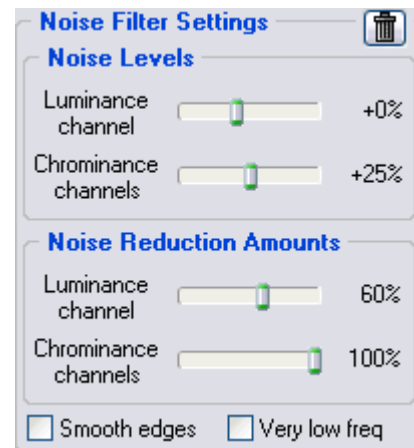 Noise Filter Settings
Noise Levels
Luminance
channel
+0%
Chrominance
channels
+25%
Noise Reduction Amounts
Luminance
channel
60%
Chrominance
channels
100%
Smooth edges
Very low freq